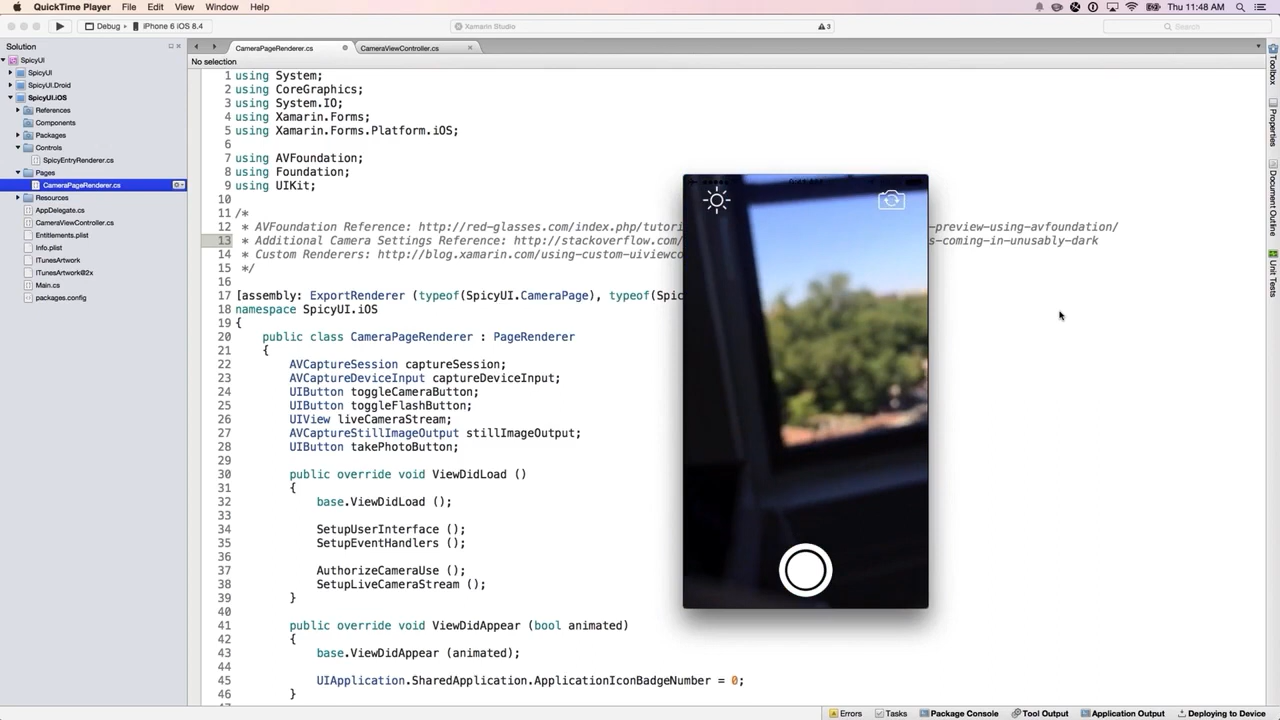 QuickTime Player File Edit View Window Help Thu 11:48 AM
Debug iPhone 6 iOS 8.4 Xamarin Studio 3 Search
Solution
SpicyUI
SpicyUI
SpicyUI.Droid
SpicyUI.iOS
References
Components
Packages
Controls
SpicyEntryRenderer.cs
Pages
CameraPageRenderer.cs
Resources
AppDelegate.cs
CameraViewController.cs
Entitlements.plist
Info.plist
iTunesArtwork
iTunesArtwork@2x
Main.cs
packages.config
CameraPageRenderer.cs CameraViewController.cs
No selection
1 using System;
2 using CoreGraphics;
3 using System.IO;
4 using Xamarin.Forms;
5 using Xamarin.Forms.Platform.iOS;
6
7 using AVFoundation;
8 using Foundation;
9 using UIKit;
10
11 /*
12 * AVFoundation Reference: http://red-glasses.com/index.php/tutori -preview-using-avfoundation/
13 * Additional Camera Settings Reference: http://stackoverflow.com/ s-coming-in-unusably-dark
14 * Custom Renderers: http://blog.xamarin.com/using-custom-uiviewco
15 */
16
17 [assembly: ExportRenderer (typeof(SpicyUI.CameraPage), typeof(Spic
18 namespace SpicyUI.iOS
19 {
20 public class CameraPageRenderer : PageRenderer
21 {
22 AVCaptureSession captureSession;
23 AVCaptureDeviceInput captureDeviceInput;
24 UIButton toggleCameraButton;
25 UIButton toggleFlashButton;
26 UIView liveCameraStream;
27 AVCaptureStillImageOutput stillImageOutput;
28 UIButton takePhotoButton;
29
30 public override void ViewDidLoad ()
31 {
32 base.ViewDidLoad ();
33
34 SetupUserInterface ();
35 SetupEventHandlers ();
36
37 AuthorizeCameraUse ();
38 SetupLiveCameraStream ();
39 }
40
41 public override void ViewDidAppear (bool animated)
42 {
43 base.ViewDidAppear (animated);
44
45 UIApplication.SharedApplication.ApplicationIconBadgeNumber = 0;
46 }
Toolbox
Properties
Document Outline
Unit Tests
Errors Tasks Package Console Tool Output Application Output Deploying to Device